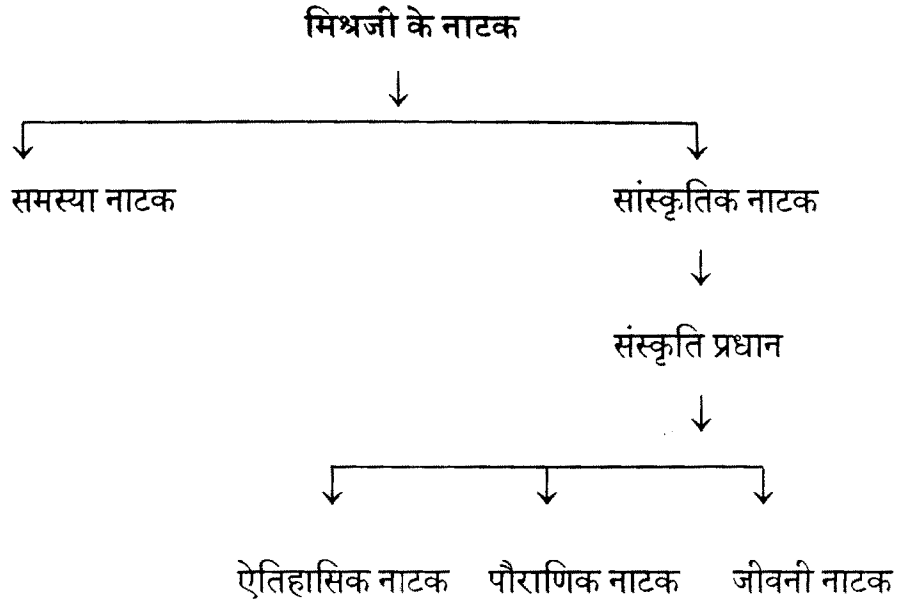 मिश्रजी के नाटक
समस्या नाटक सांस्कृतिक नाटक
संस्कृति प्रधान
ऐतिहासिक नाटक पौराणिक नाटक जीवनी नाटक